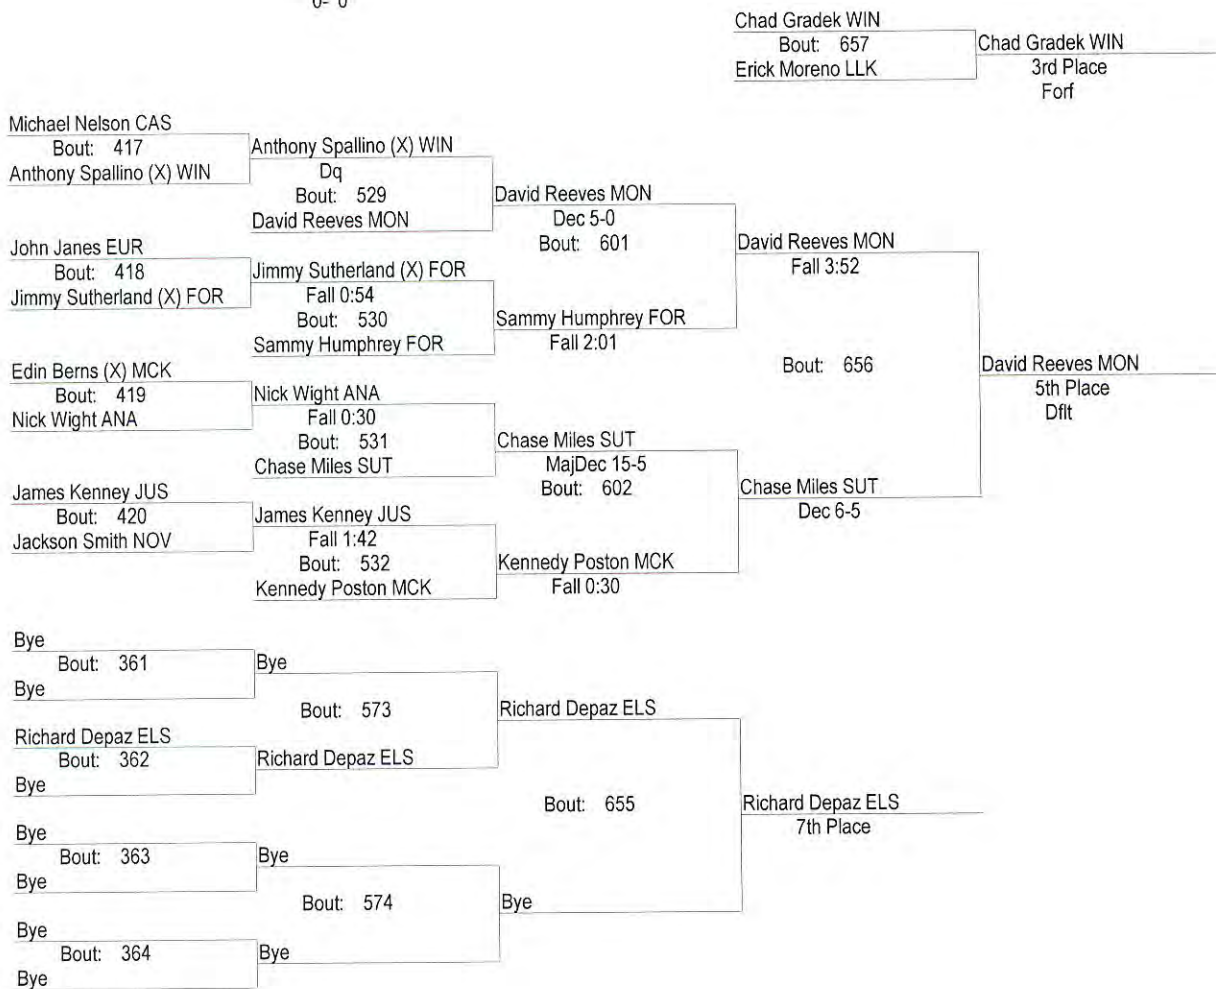 0- 0
Chad Gradek WIN
Bout: 657
Erick Moreno LLK
Chad Gradek WIN
3rd Place
Forf
Michael Nelson CAS
Bout: 417
Anthony Spallino (X) WIN
Anthony Spallino (X) WIN
Dq
Bout: 529
David Reeves MON
David Reeves MON
Dec 5-0
Bout: 601
John Janes EUR
Bout: 418
Jimmy Sutherland (X) FOR
Jimmy Sutherland (X) FOR
Fall 0:54
Bout: 530
Sammy Humphrey FOR
Sammy Humphrey FOR
Fall 2:01
David Reeves MON
Fall 3:52
Bout: 656
David Reeves MON
5th Place
Dflt
Edin Berns (X) MCK
Bout: 419
Nick Wight ANA
Nick Wight ANA
Fall 0:30
Bout: 531
Chase Miles SUT
Chase Miles SUT
MajDec 15-5
Bout: 602
James Kenney JUS
Bout: 420
Jackson Smith NOV
James Kenney JUS
Fall 1:42
Bout: 532
Kennedy Poston MCK
Kennedy Poston MCK
Fall 0:30
Chase Miles SUT
Dec 6-5
Bye
Bout: 361
Bye
Bye
Bout: 573
Richard Depaz ELS
Bout: 362
Bye
Richard Depaz ELS
Richard Depaz ELS
Bout: 655
Richard Depaz ELS
7th Place
Bye
Bout: 363
Bye
Bye
Bout: 574
Bye
Bye
Bout: 364
Bye
Bye